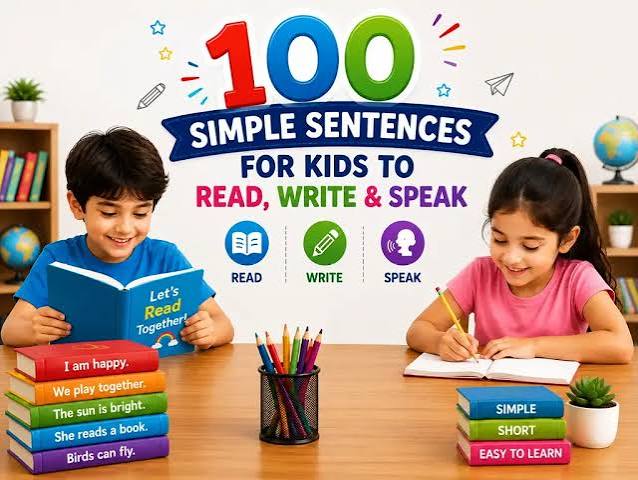 100
SIMPLE SENTENCES
FOR KIDS TO
READ, WRITE & SPEAK
READ
WRITE
SPEAK
Let's
Read
Together!
I am happy.
We play together.
The sun is bright.
She reads a book.
Birds can fly.
SIMPLE
SHORT
EASY TO LEARN